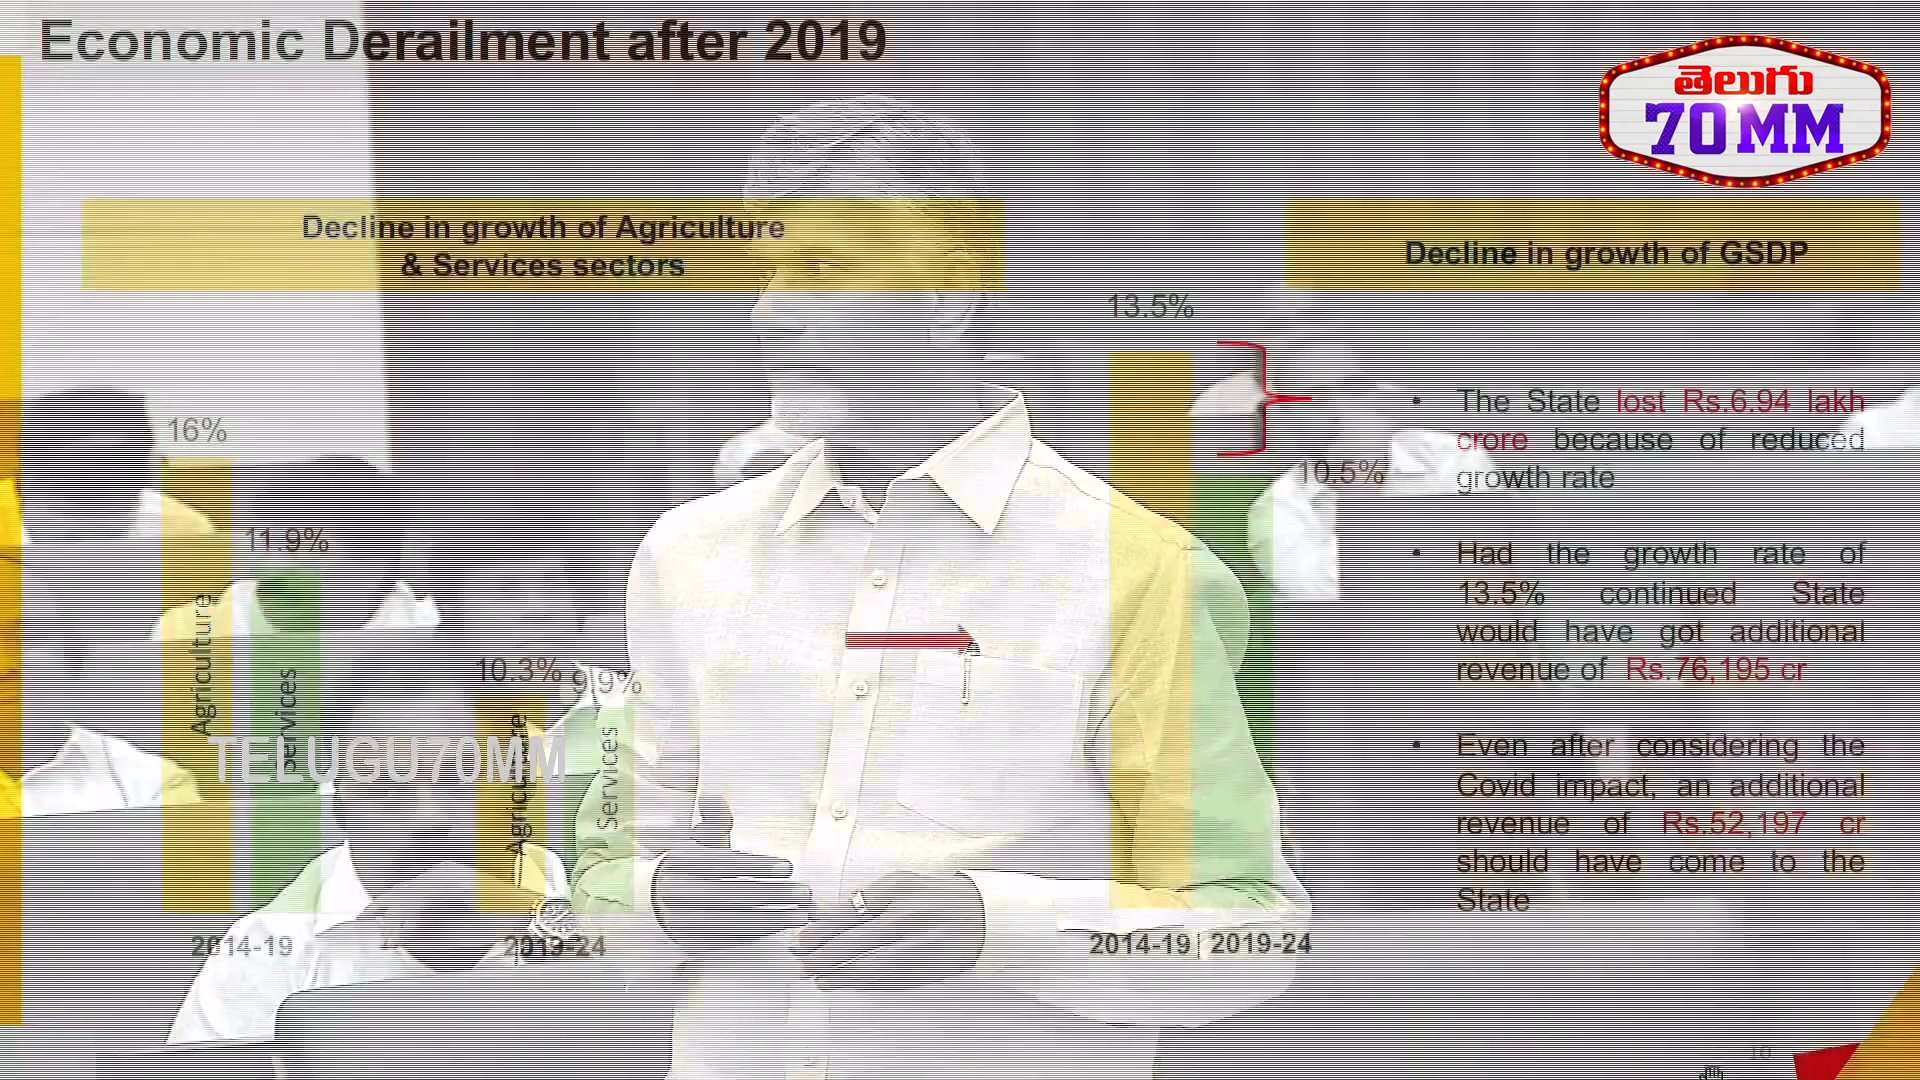 Economic Derailment after 2019
తెలుగు
70MM
Decline in growth of Agriculture
& Services sectors
Decline in growth of GSDP
13.5%
16%
10.5%
11.9%
10.3%
9.9%
Agriculture
Services
Agriculture
Services
TELUGU70MM
2014-19
2019-24
2014-19
2019-24
• The State lost Rs.6.94 lakh
crore because of reduced
growth rate
• Had the growth rate of
13.5% continued State
would have got additional
revenue of Rs.76,195 cr
• Even after considering the
Covid impact, an additional
revenue of Rs.52,197 cr
should have come to the
State
10